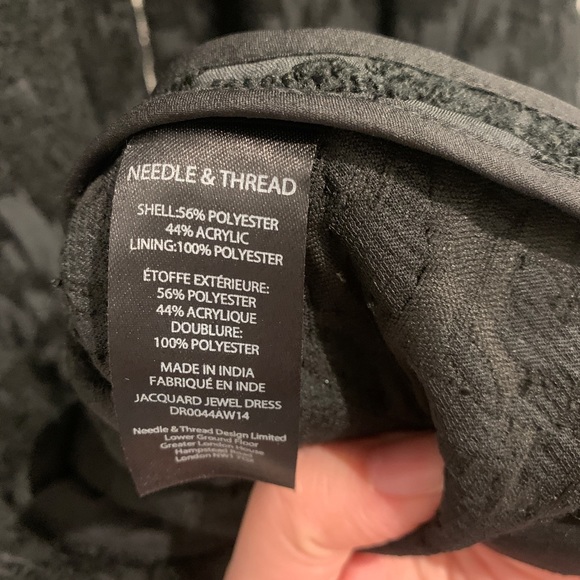 NEEDLE & THREAD
SHELL:56% POLYESTER
44% ACRYLIC
LINING:100% POLYESTER
ÉTOFFE EXTÉRIEURE:
56% POLYESTER
44% ACRYLIQUE
DOUBLURE:
100% POLYESTER
MADE IN INDIA
FABRIQUÉ EN INDE
JACQUARD JEWEL DRESS
DR0044AW14
Needle & Thread Design Limited
Lower Ground Floor
Greater London House
Hampstead Road
London NW1